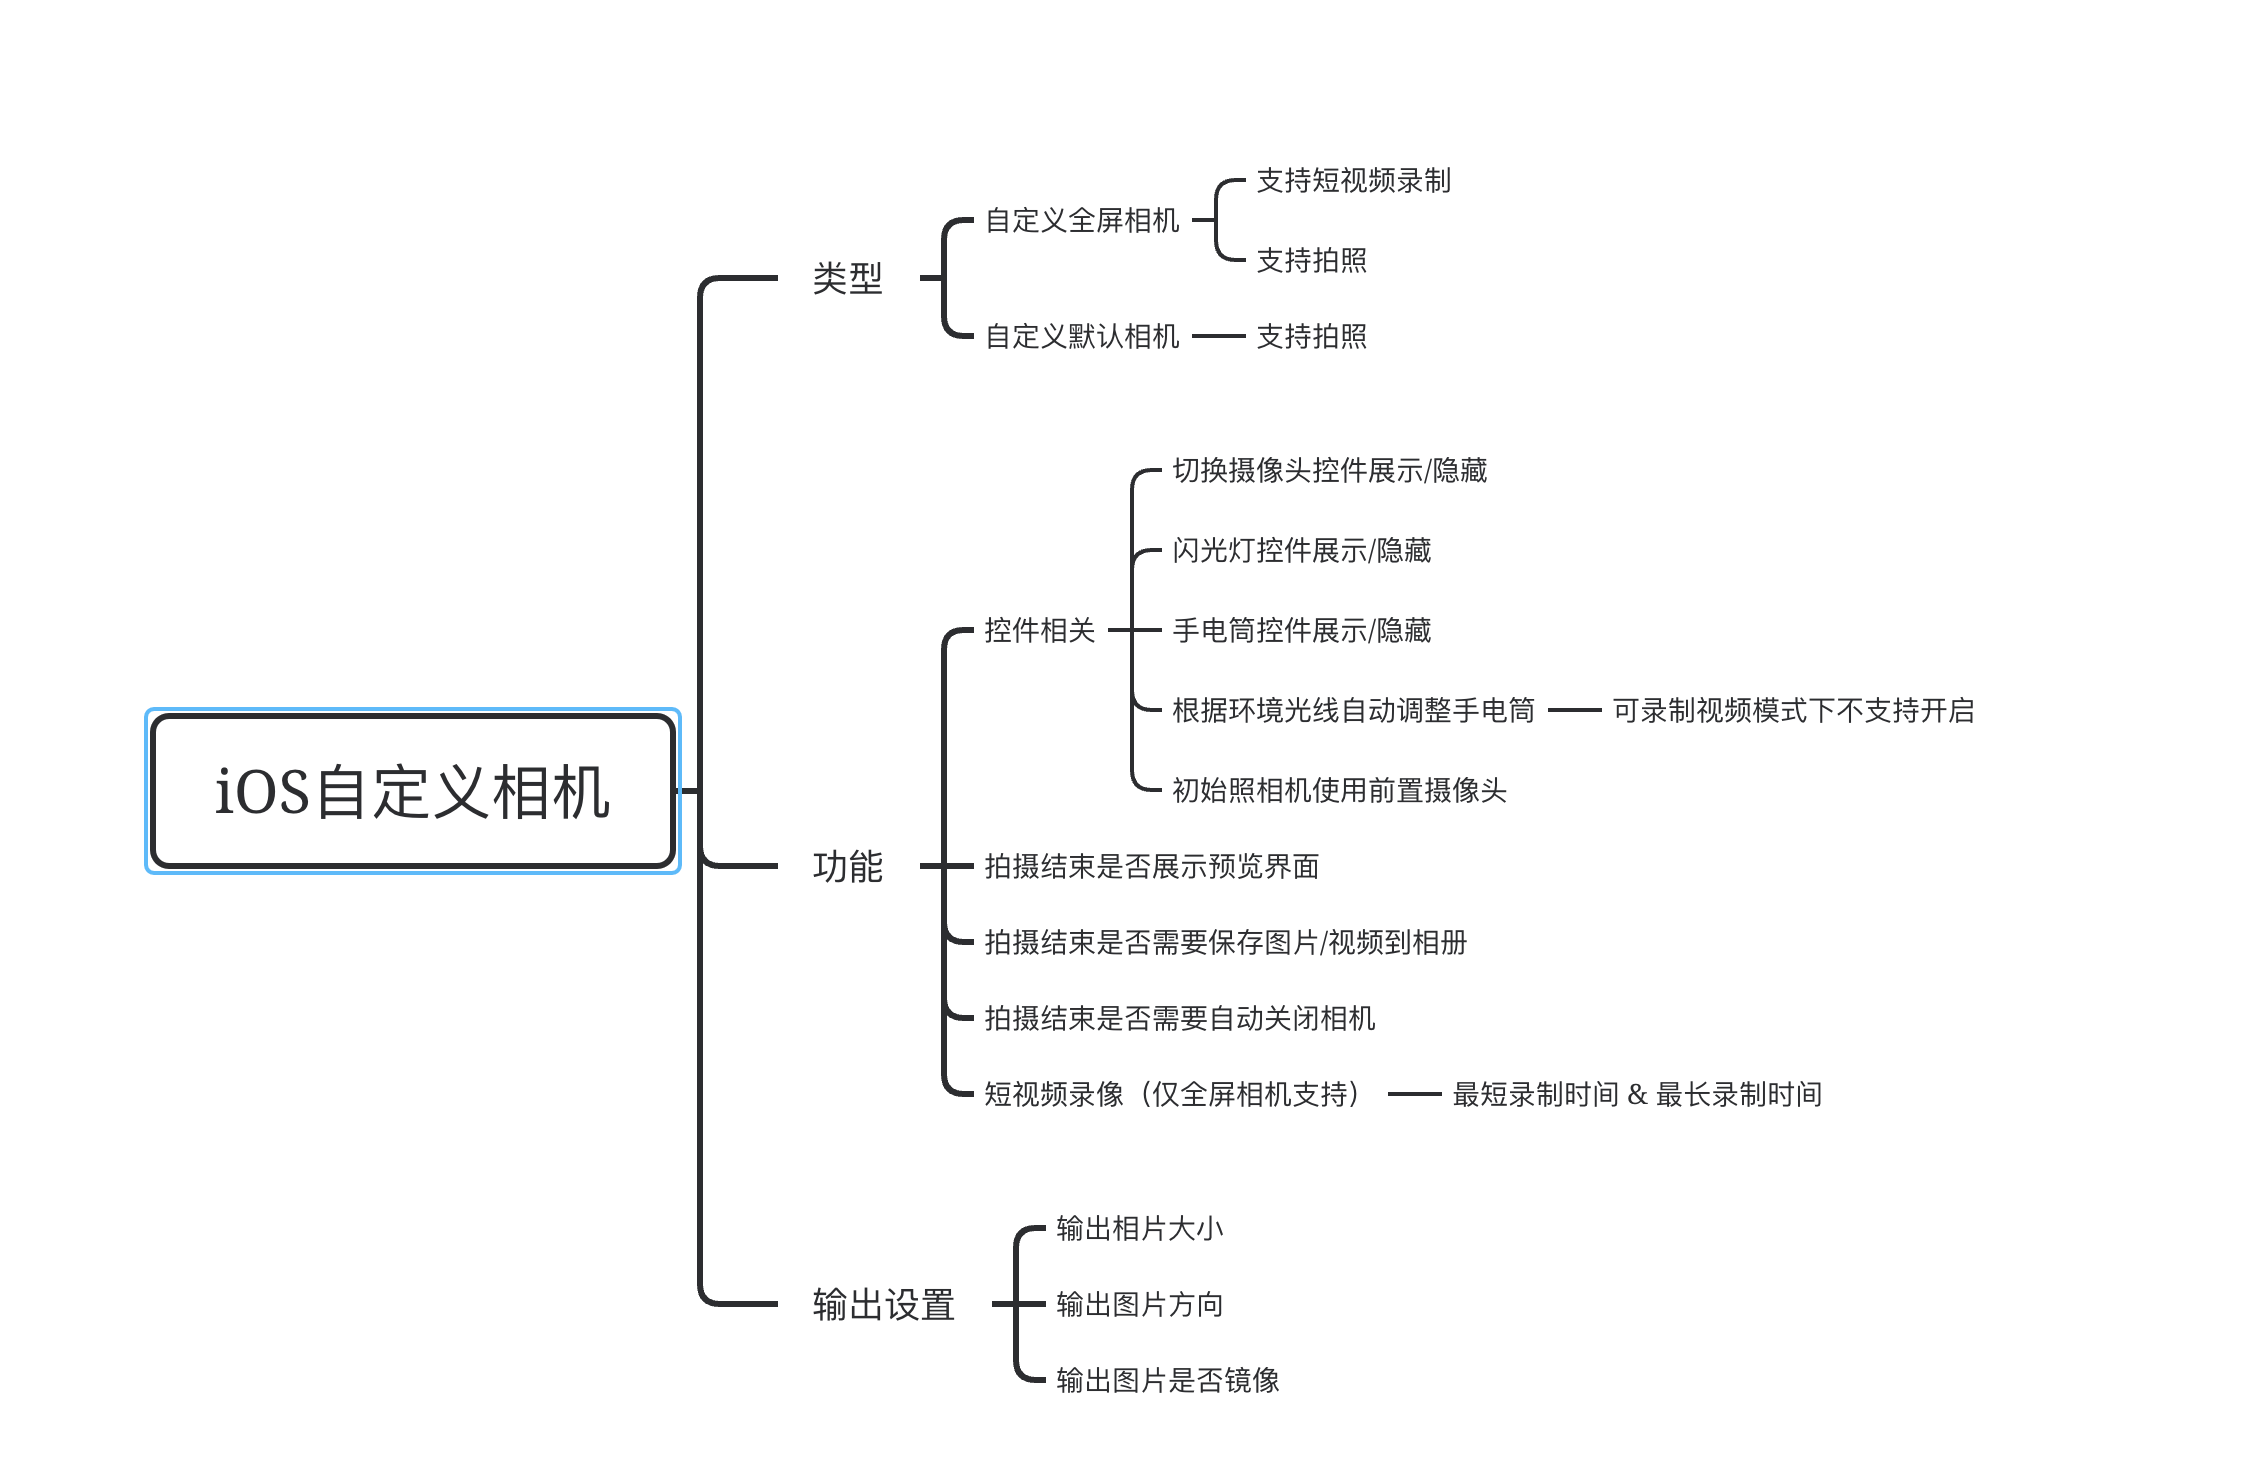 iOS自定义相机
类型
自定义全屏相机
支持短视频录制
支持拍照
自定义默认相机
支持拍照
功能
控件相关
切换摄像头控件展示/隐藏
闪光灯控件展示/隐藏
手电筒控件展示/隐藏
根据环境光线自动调整手电筒
可录制视频模式下不支持开启
初始照相机使用前置摄像头
拍摄结束是否展示预览界面
拍摄结束是否需要保存图片/视频到相册
拍摄结束是否需要自动关闭相机
短视频录像（仅全屏相机支持）
最短录制时间 & 最长录制时间
输出设置
输出相片大小
输出图片方向
输出图片是否镜像